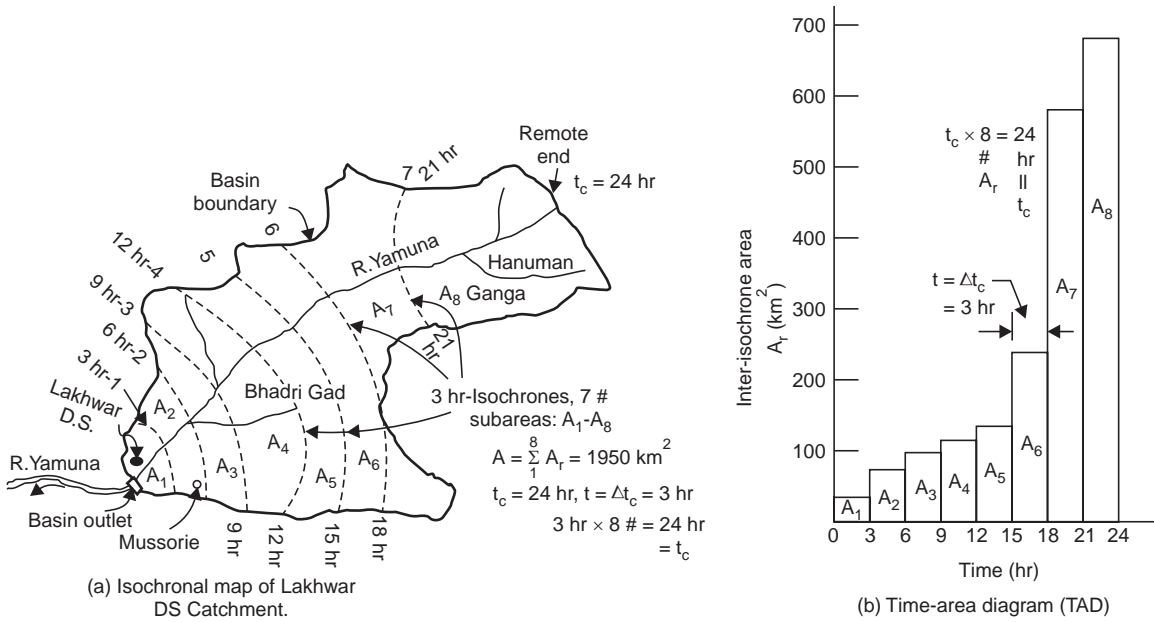 Remote
end
t_c = 24 hr
7 21 hr
Basin
boundary
6
5
12 hr-4
9 hr-3
6 hr-2
3 hr-1
Lakhwar
D.S.
R.Yamuna
Hanuman
A_8 Ganga
A_7
21
hr
Bhadri Gad
3 hr-Isochrones, 7 #
subareas: A_1-A_8
A_2
A_4
A_3
A_6
A_5
A_1
A = 8 Σ 1 A_r = 1950 km^2
t_c = 24 hr, t = Δt_c = 3 hr
3 hr × 8 # = 24 hr
= t_c
R.Yamuna
Basin outlet
Mussorie
9 hr
12 hr
15 hr
18 hr
(a) Isochronal map of Lakhwar
DS Catchment.
Inter-isochrone area
A_r (km^2)
700
600
500
400
300
200
100
t_c × 8 = 24
# hr
A_r ||
t_c
t = Δt_c
= 3 hr
A_1
A_2
A_3
A_4
A_5
A_6
A_7
A_8
0 3 6 9 12 15 18 21 24
Time (hr)
(b) Time-area diagram (TAD)